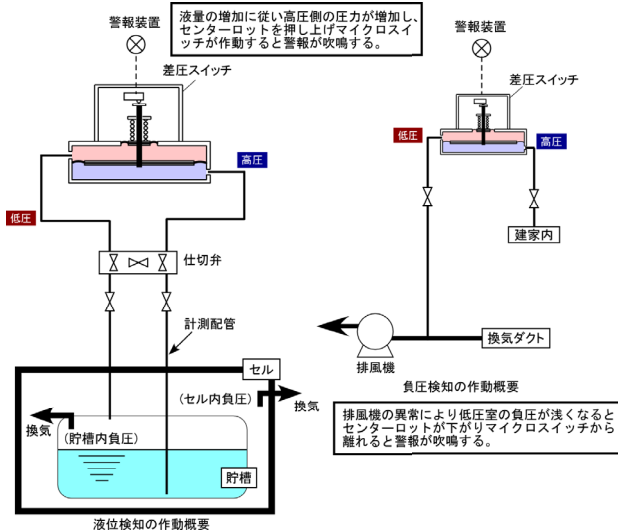 警報装置
液量の増加に従い高圧側の圧力が増加し、
センターロットを押し上げマイクロスイ
ッチが作動すると警報が吹鳴する。
差圧スイッチ
高圧
低圧
仕切弁
計測配管
セル
(セル内負圧)
換気
換気
(貯槽内負圧)
貯槽
液位検知の作動概要
警報装置
差圧スイッチ
低圧
高圧
建家内
換気ダクト
排風機
負圧検知の作動概要
排風機の異常により低圧室の負圧が浅くなると
センターロットが下がりマイクロスイッチから
離れると警報が吹鳴する。